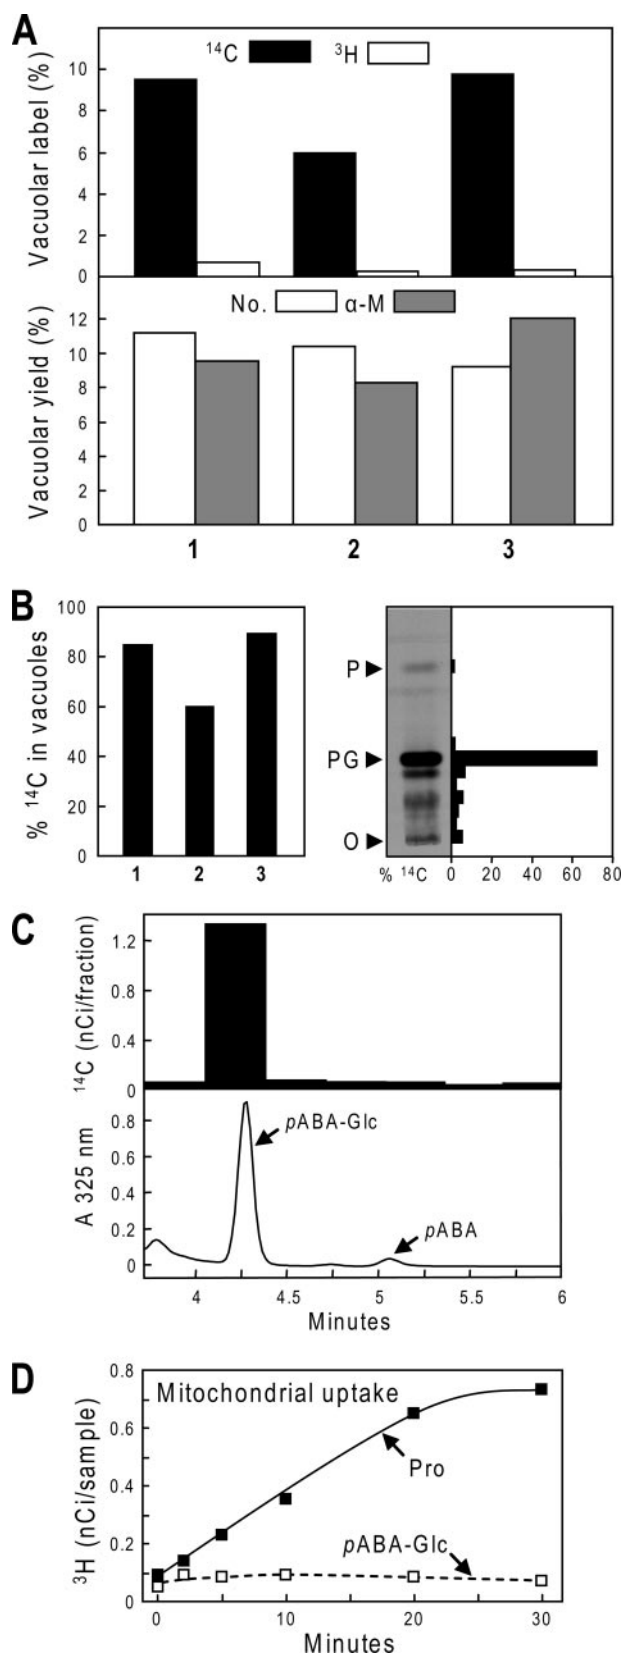 A
14C 3H
Vacuolar label (%)
10
8
6
4
2
0
No. α-M
Vacuolar yield (%)
12
10
8
6
4
2
0
1 2 3
B
% 14C in vacuoles
100
80
60
40
20
0
1 2 3
P
PG
O
% 14C 0 20 40 60 80
C
14C (nCi/fraction)
1.2
0.8
0.4
0
A 325 nm
0.8
0.6
0.4
0.2
0
pABA-Glc
pABA
4 4.5 5 5.5 6
Minutes
D
3H (nCi/sample)
0.8
0.6
0.4
0.2
0
Mitochondrial uptake
Pro
pABA-Glc
0 10 20 30
Minutes